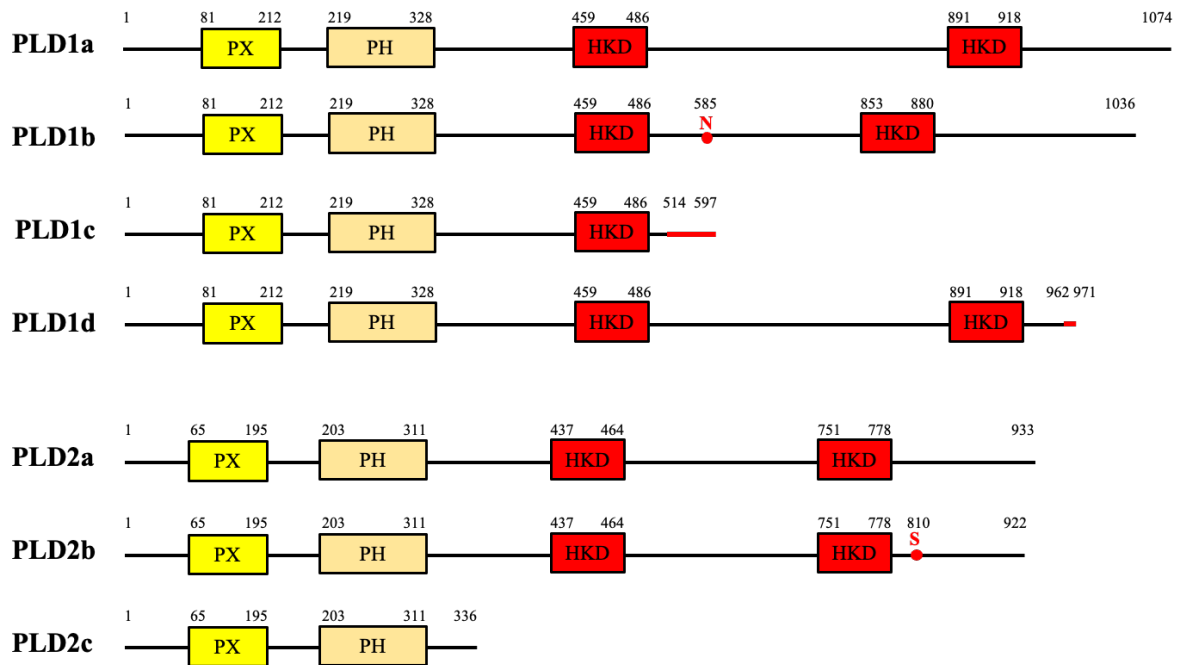 1 81 212 219 328 459 486 891 918 1074
PLD1a PX PH HKD HKD
1 81 212 219 328 459 486 585 853 880 1036
N
PLD1b PX PH HKD HKD
1 81 212 219 328 459 486 514 597
PLD1c PX PH HKD
1 81 212 219 328 459 486 891 918 962 971
PLD1d PX PH HKD HKD
1 65 195 203 311 437 464 751 778 933
PLD2a PX PH HKD HKD
1 65 195 203 311 437 464 751 778 810 922
S
PLD2b PX PH HKD HKD
1 65 195 203 311 336
PLD2c PX PH